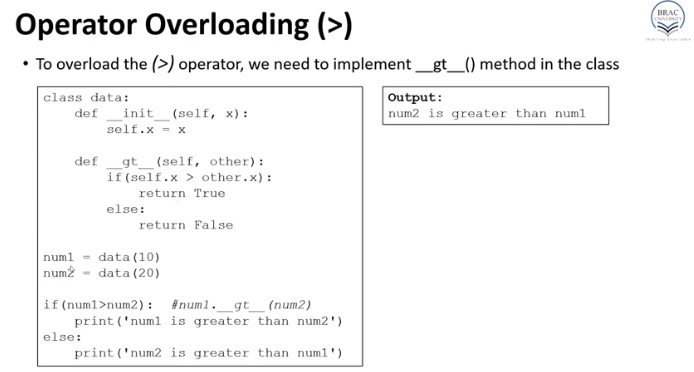 Operator Overloading (>)
BRAC
UNIVERSITY
Inspiring Excellence
• To overload the (>) operator, we need to implement __gt__() method in the class
class data:
    def __init__(self, x):
        self.x = x
    def __gt__(self, other):
        if(self.x > other.x):
            return True
        else:
            return False
num1 = data(10)
num2 = data(20)
if(num1>num2):  #num1.__gt__(num2)
    print('num1 is greater than num2')
else:
    print('num2 is greater than num1')
Output:
num2 is greater than num1